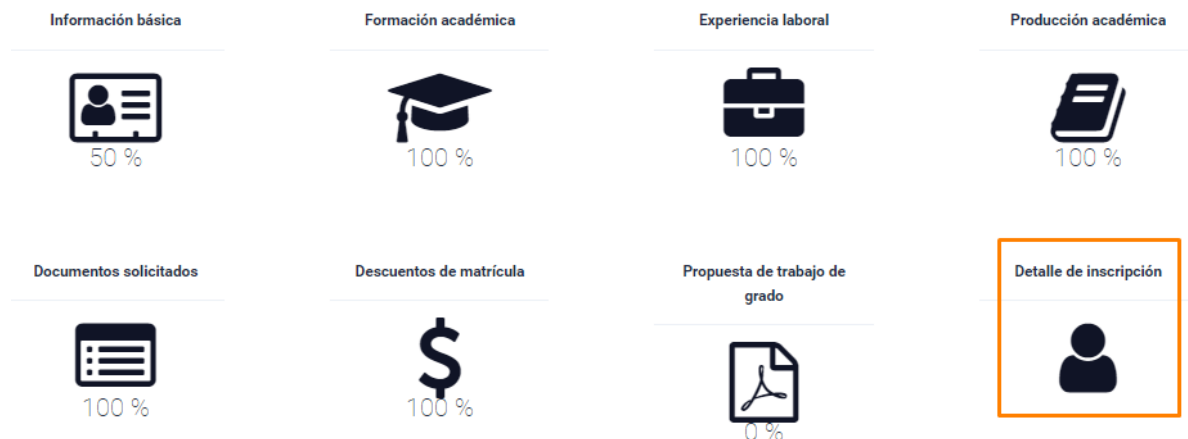 Información básica
Formación académica
Experiencia laboral
Producción académica
50 %
100 %
100 %
100 %
Documentos solicitados
Descuentos de matrícula
Propuesta de trabajo de
grado
Detalle de inscripción
100 %
100 %
0 %